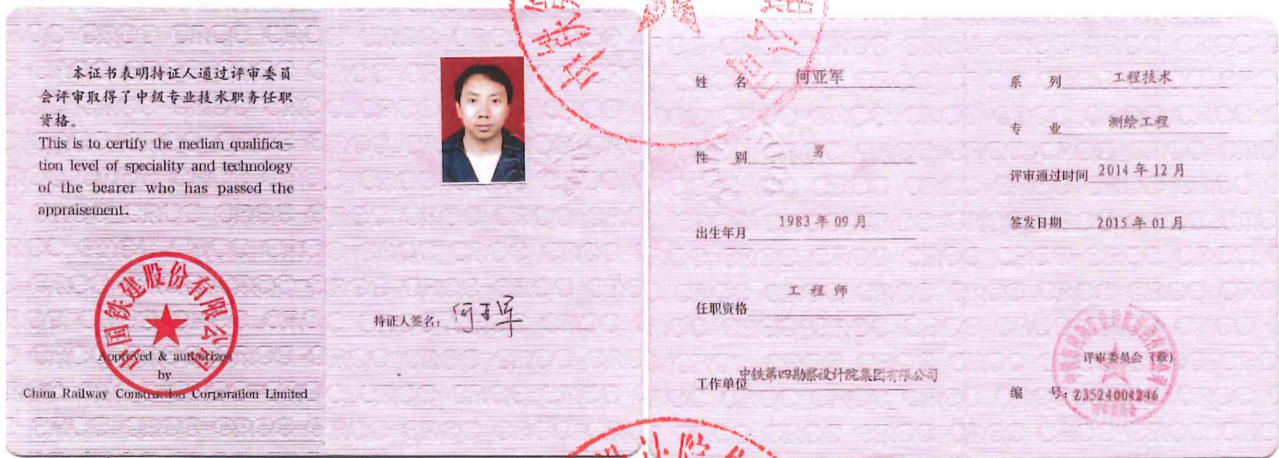 本证书表明持证人通过评审委员
会评审取得了中级专业技术职务任职
资格。
This is to certify the median qualifica-
tion level of speciality and technology
of the bearer who has passed the
appraisement.
中国铁建股份有限公司
Approved & authorized
by
China Railway Construction Corporation Limited
持证人签名：何亚军
姓 名 何亚军
性 别 男
出生年月 1983 年 09 月
任职资格 工 程 师
工作单位 中铁第四勘察设计院集团有限公司
系 列 工程技术
专 业 测绘工程
评审通过时间 2014 年 12 月
签发日期 2015 年 01 月
评审委员会（章）
编 号：23524004246
评审委员会